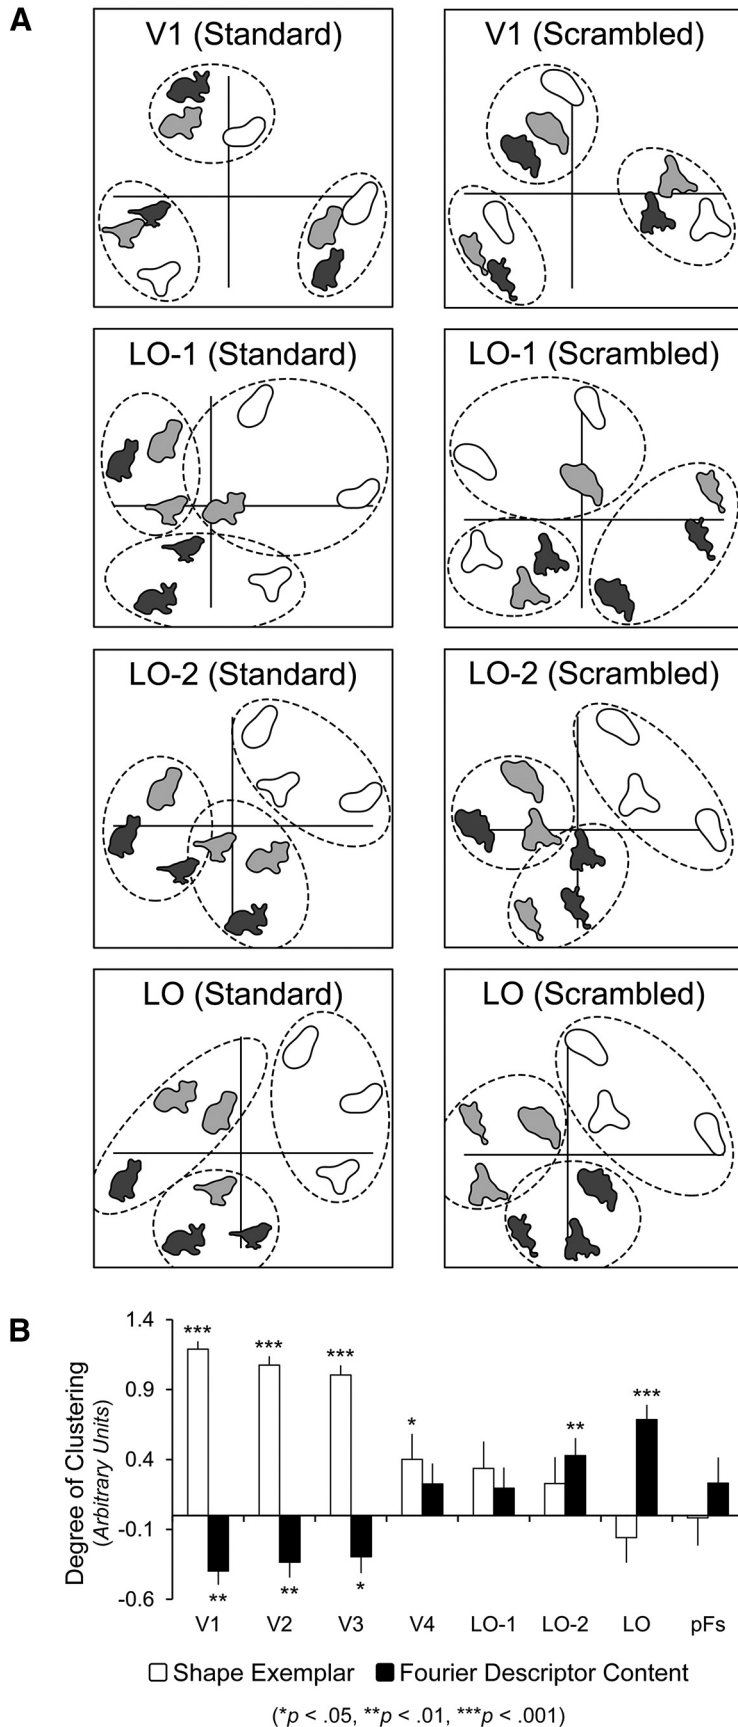 A
V1 (Standard)
V1 (Scrambled)
LO-1 (Standard)
LO-1 (Scrambled)
LO-2 (Standard)
LO-2 (Scrambled)
LO (Standard)
LO (Scrambled)
B
Degree of Clustering
(Arbitrary Units)
1.4
0.9
0.4
-0.1
-0.6
***
***
***
*
**
***
**
**
*
V1 V2 V3 V4 LO-1 LO-2 LO pFs
Shape Exemplar Fourier Descriptor Content
(*p < .05, **p < .01, ***p < .001)